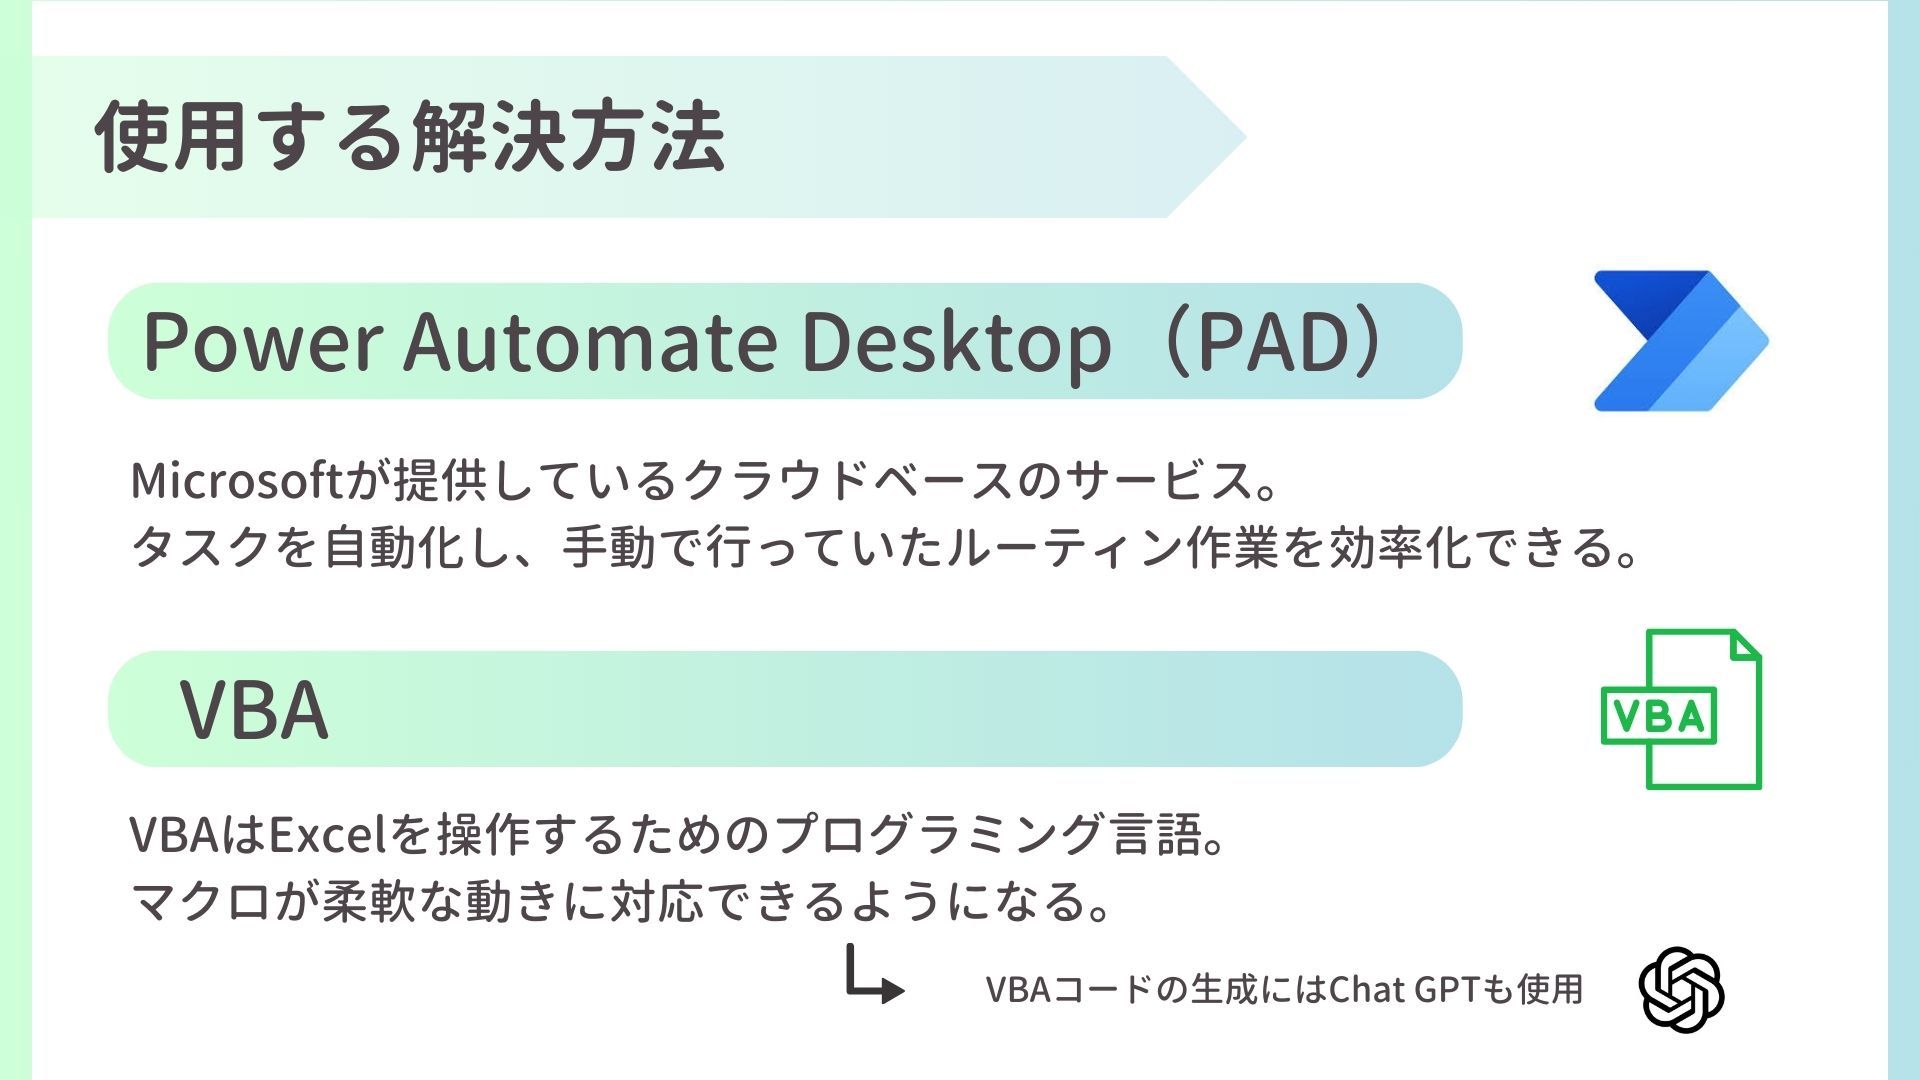 使用する解決方法
Power Automate Desktop（PAD）
Microsoftが提供しているクラウドベースのサービス。
タスクを自動化し、手動で行っていたルーティン作業を効率化できる。
VBA
VBA
VBAはExcelを操作するためのプログラミング言語。
マクロが柔軟な動きに対応できるようになる。
VBAコードの生成にはChat GPTも使用